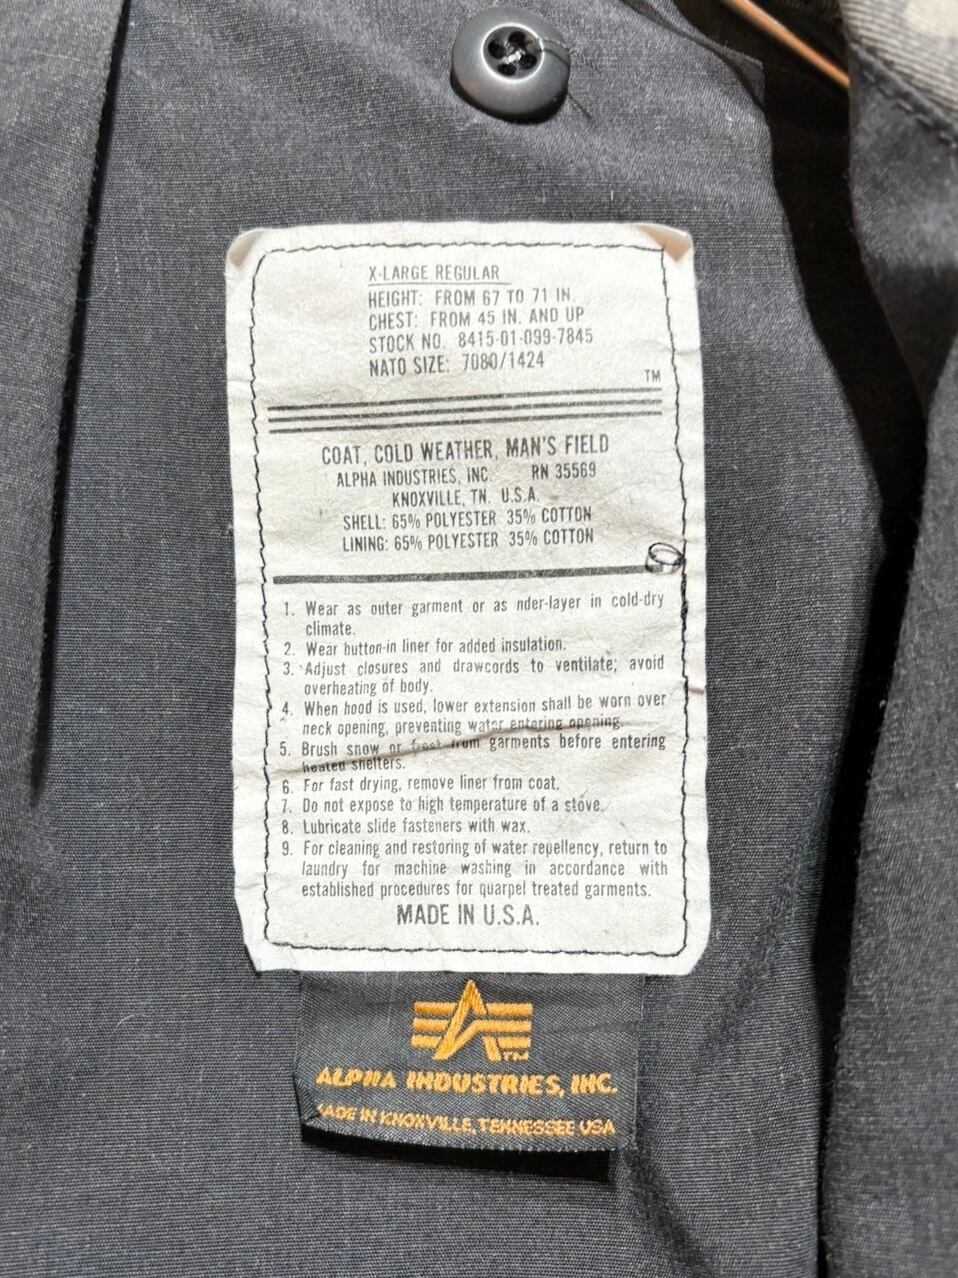 X-LARGE REGULAR
HEIGHT: FROM 67 TO 71 IN.
CHEST: FROM 45 IN. AND UP
STOCK NO. 8415-01-099-7845
NATO SIZE: 7080/1424
TM
COAT, COLD WEATHER, MAN'S FIELD
ALPHA INDUSTRIES, INC. RN 35569
KNOXVILLE, TN. U.S.A.
SHELL: 65% POLYESTER 35% COTTON
LINING: 65% POLYESTER 35% COTTON
1. Wear as outer garment or as nder-layer in cold-dry
climate.
2. Wear button-in liner for added insulation.
3. Adjust closures and drawcords to ventilate; avoid
overheating of body.
4. When hood is used, lower extension shall be worn over
neck opening, preventing water entering opening.
5. Brush snow or frost from garments before entering
heated shelters.
6. For fast drying, remove liner from coat.
7. Do not expose to high temperature of a stove.
8. Lubricate slide fasteners with wax.
9. For cleaning and restoring of water repellency, return to
laundry for machine washing in accordance with
established procedures for quarpel treated garments.
MADE IN U.S.A.
TM
ALPHA INDUSTRIES, INC.
MADE IN KNOXVILLE, TENNESSEE USA